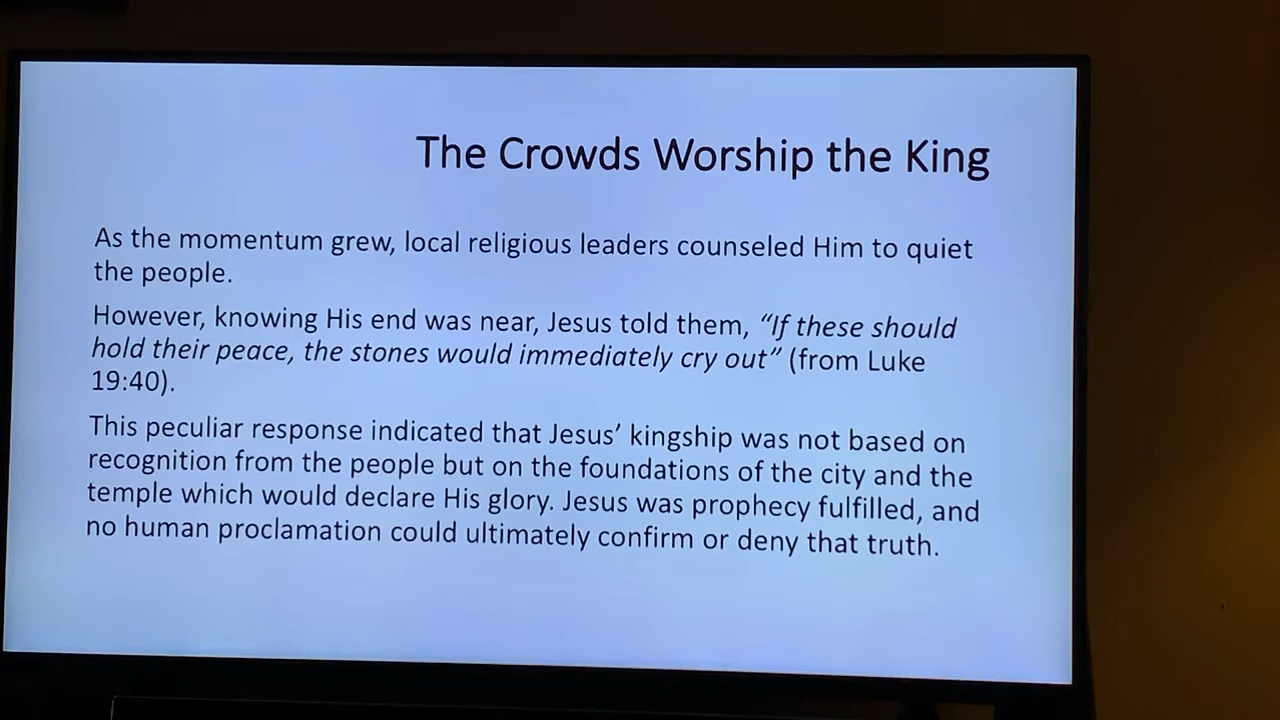 The Crowds Worship the King
As the momentum grew, local religious leaders counseled Him to quiet
the people.
However, knowing His end was near, Jesus told them, “If these should
hold their peace, the stones would immediately cry out” (from Luke
19:40).
This peculiar response indicated that Jesus’ kingship was not based on
recognition from the people but on the foundations of the city and the
temple which would declare His glory. Jesus was prophecy fulfilled, and
no human proclamation could ultimately confirm or deny that truth.